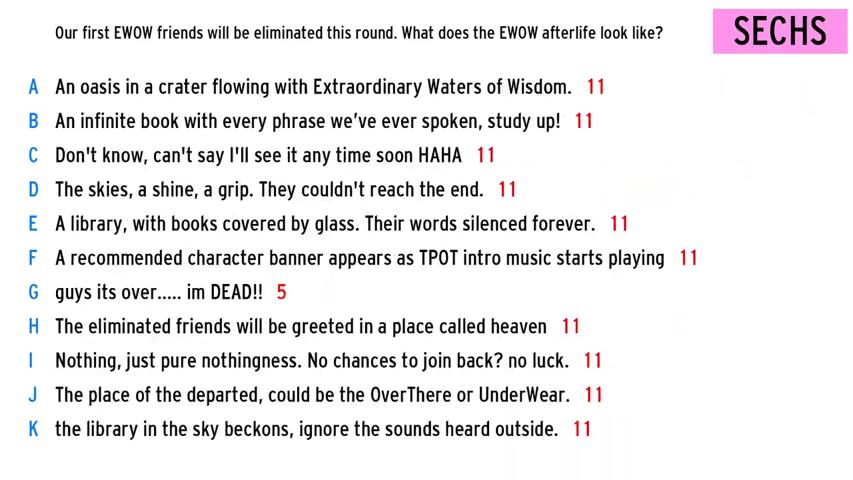 Our first EWOW friends will be eliminated this round. What does the EWOW afterlife look like?
SECHS
A An oasis in a crater flowing with Extraordinary Waters of Wisdom. 11
B An infinite book with every phrase we've ever spoken, study up! 11
C Don't know, can't say I'll see it any time soon HAHA 11
D The skies, a shine, a grip. They couldn't reach the end. 11
E A library, with books covered by glass. Their words silenced forever. 11
F A recommended character banner appears as TPOT intro music starts playing 11
G guys its over..... im DEAD!! 5
H The eliminated friends will be greeted in a place called heaven 11
I Nothing, just pure nothingness. No chances to join back? no luck. 11
J The place of the departed, could be the OverThere or UnderWear. 11
K the library in the sky beckons, ignore the sounds heard outside. 11